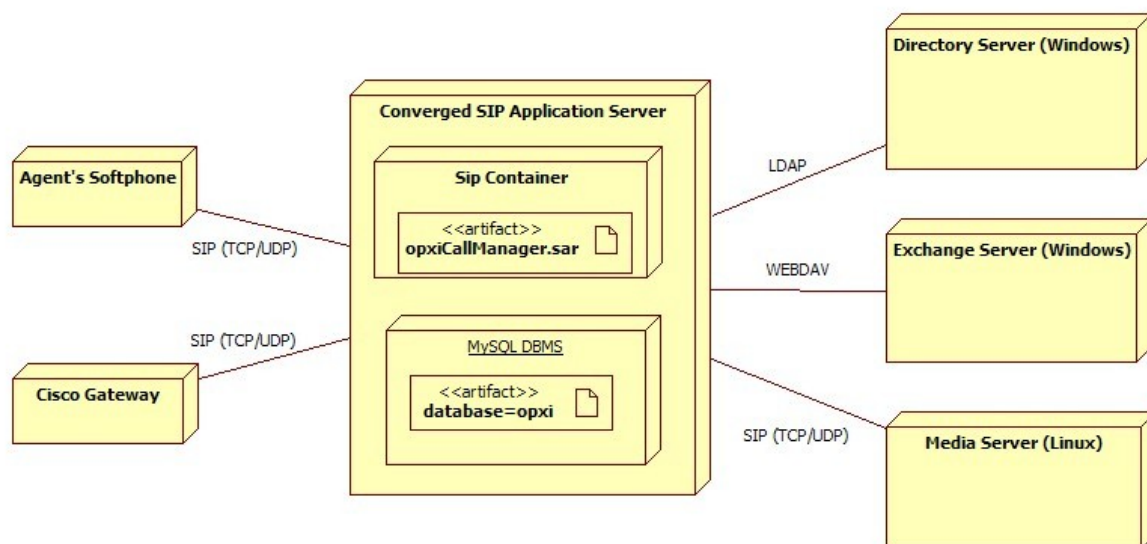 Directory Server (Windows)
Converged SIP Application Server
Agent's Softphone
Sip Container
LDAP
<<artifact>>
opxiCallManager.sar
SIP (TCP/UDP)
Exchange Server (Windows)
WEBDAV
SIP (TCP/UDP)
MySQL DBMS
Cisco Gateway
<<artifact>>
database=opxi
SIP (TCP/UDP)
Media Server (Linux)